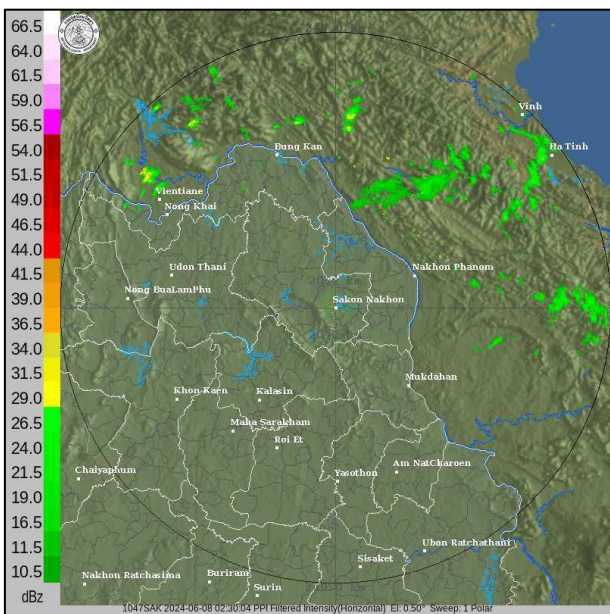 66.5
64.0
61.5
59.0
56.5
54.0
51.5
49.0
46.5
44.0
41.5
39.0
36.5
34.0
31.5
29.0
26.5
24.0
21.5
19.0
16.5
13.0
11.5
10.5
dBz
Vinh
Ha Tinh
Bung Kan
Vientiane
Nong Khai
Udon Thani
Nakhon Phanom
Nong BuaLamPhu
Sakon Nakhon
Mukdahan
Khon Kaen
Kalasin
Maha Sarakham
Roi Et
Chaiyaphum
Am NatCharoen
Yasothon
Ubon Ratchathani
Sisaket
Nakhon Ratchasima
Buriram
Surin
1047SAK 2024-06-08 02:30:04 PPI Filtered Intensity(Horizontal) El: 0.50° Sweep: 1 Polar